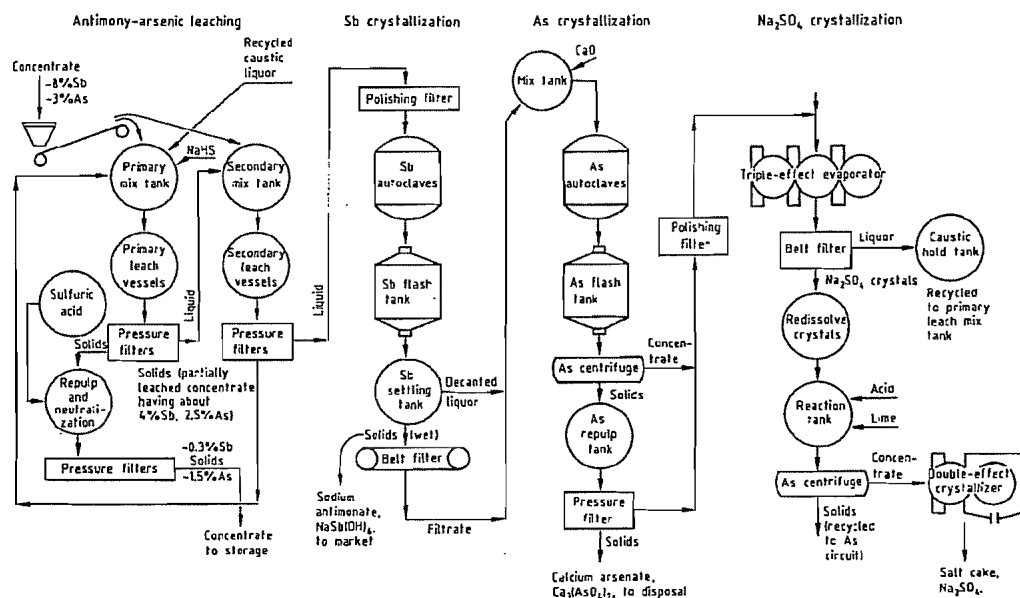 Antimony-arsenic leaching
Concentrate
~8%Sb
~3%As
Recycled
caustic
liquor
Primary
mix tank
NaHS
Secondary
mix tank
Primary
leach
vessels
Liquid
Secondary
leach
vessels
Liquid
Sulfuric
acid
Solids
Pressure filters
Pressure
filters
Solids (partially
leached concentrate
having about
4%Sb, 2.5%As)
Repulp
and
neutrali-
zation
Pressure filters
~0.3%Sb
Solids
~1.5%As
Concentrate
to storage
Sb crystallization
Polishing filter
Sb
autoclaves
Sb flash
tank
Sb
settling
tank
Decanted
liquor
Solids (wet)
Belt filter
Sodium
antimonate,
NaSb(OH)6,
to market
Filtrate
As crystallization
CaO
Mix tank
As
autoclaves
As flash
tank
As centrifuge
Concen-
trate
Solids
As
repulp
tank
Pressure
filter
Solids
Calcium arsenate,
Ca3(AsO4)2, to disposal
Polishing
filter
Na2SO4 crystallization
Triple-effect evaporator
Belt filter
Liquor
Caustic
hold tank
Recycled
to primary
leach mix
tank
Na2SO4 crystals
Redissolve
crystals
Reaction
tank
Acid
Lime
As centrifuge
Concen-
trate
Double-effect
crystallizer
Solids
(recycled
to As
circuit)
Salt cake,
Na2SO4.